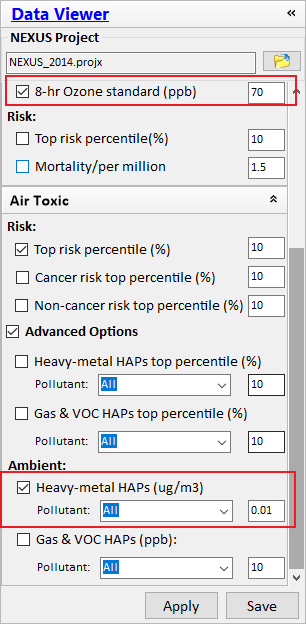 Data Viewer
NEXUS Project
NEXUS_2014.projx
8-hr Ozone standard (ppb) 70
Risk:
Top risk percentile(%) 10
Mortality/per million 1.5
Air Toxic
Risk:
Top risk percentile (%) 10
Cancer risk top percentile (%) 10
Non-cancer risk top percentile (%) 10
Advanced Options
Heavy-metal HAPs top percentile (%)
Pollutant: All 10
Gas & VOC HAPs top percentile (%)
Pollutant: All 10
Ambient:
Heavy-metal HAPs (ug/m3)
Pollutant: All 0.01
Gas & VOC HAPs (ppb):
Pollutant: All 10
Apply Save